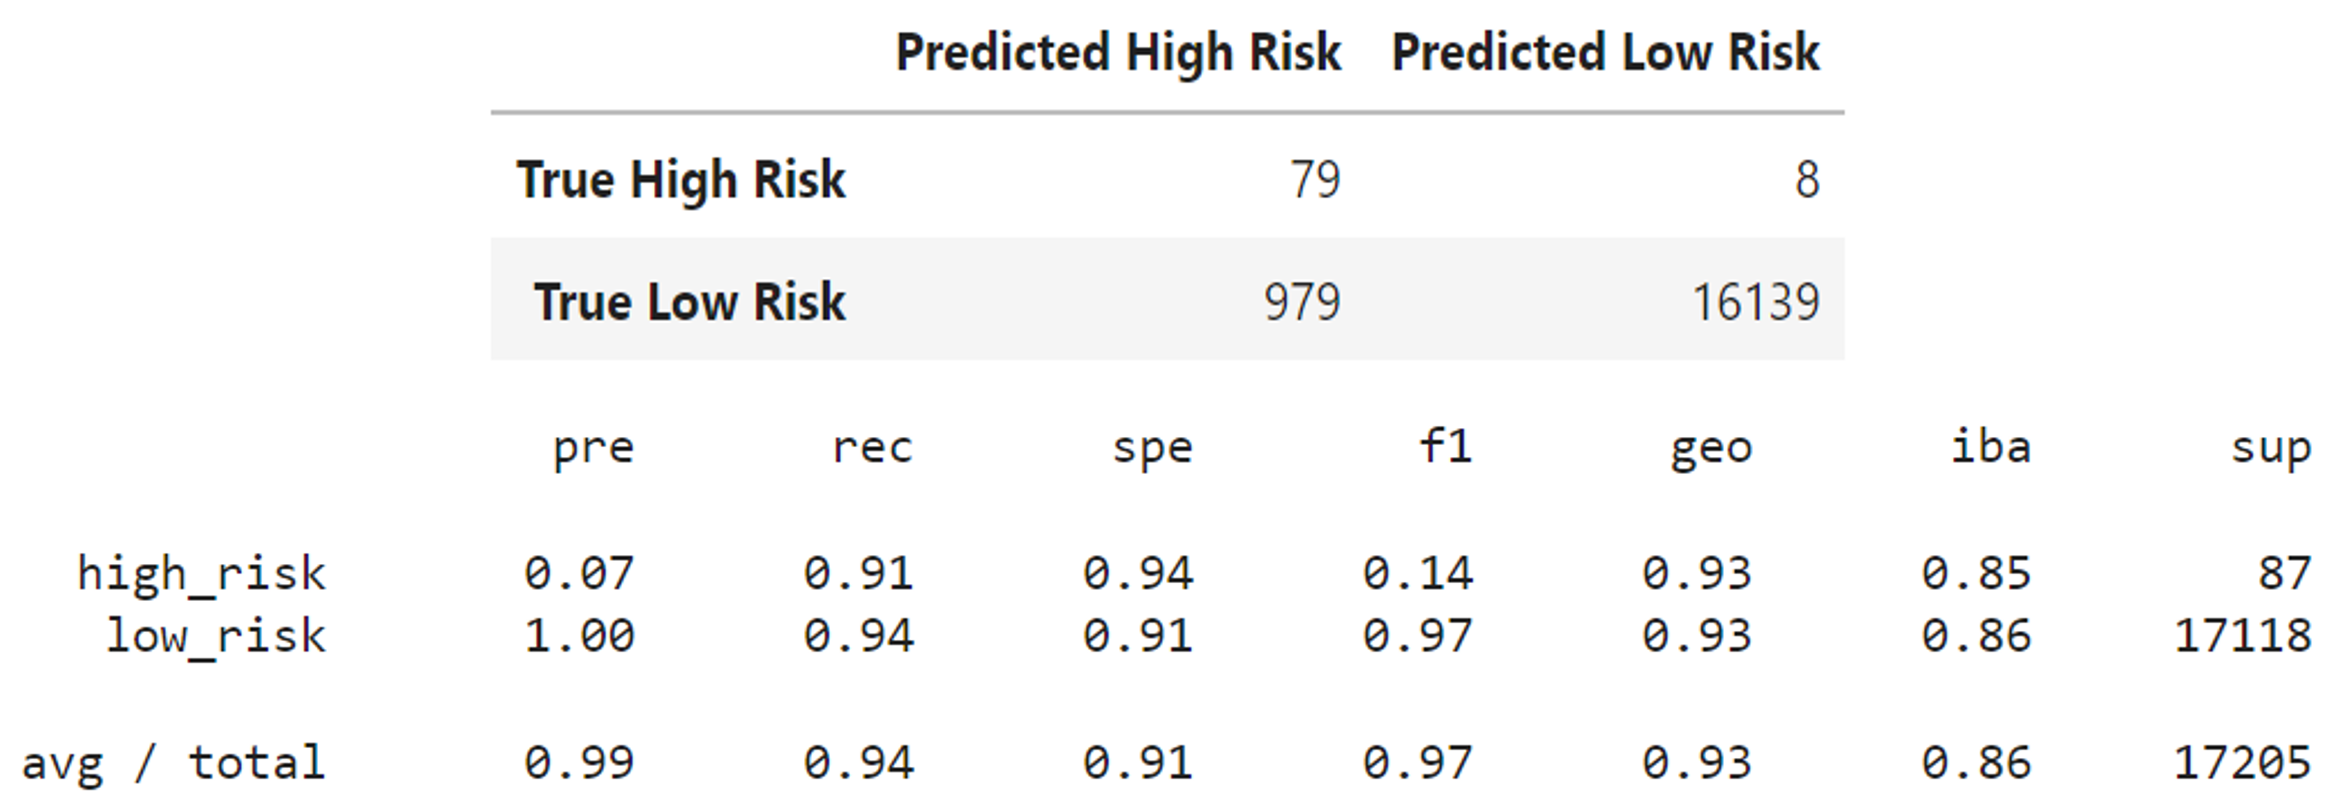 Predicted High Risk Predicted Low Risk
True High Risk 79 8
True Low Risk 979 16139
pre rec spe f1 geo iba sup
high_risk 0.07 0.91 0.94 0.14 0.93 0.85 87
low_risk 1.00 0.94 0.91 0.97 0.93 0.86 17118
avg / total 0.99 0.94 0.91 0.97 0.93 0.86 17205